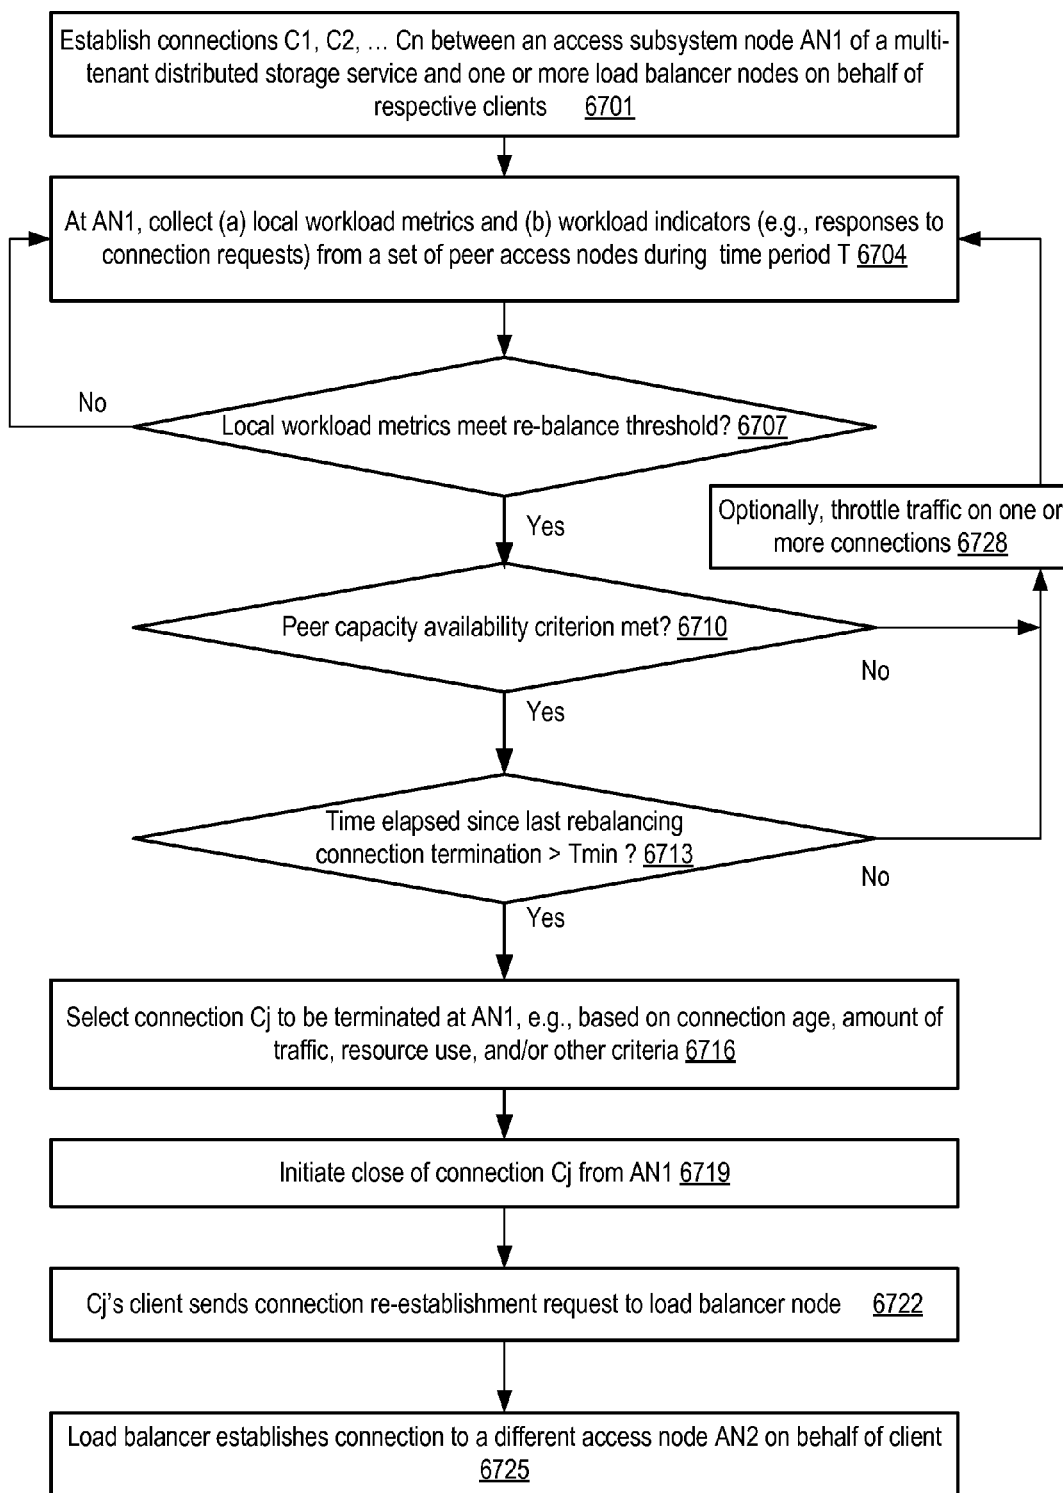 Establish connections C1, C2, … Cn between an access subsystem node AN1 of a multi-
tenant distributed storage service and one or more load balancer nodes on behalf of
respective clients 6701
At AN1, collect (a) local workload metrics and (b) workload indicators (e.g., responses to
connection requests) from a set of peer access nodes during time period T 6704
No
Local workload metrics meet re-balance threshold? 6707
Yes
Optionally, throttle traffic on one or
more connections 6728
Peer capacity availability criterion met? 6710
No
Yes
Time elapsed since last rebalancing
connection termination > Tmin ? 6713
No
Yes
Select connection Cj to be terminated at AN1, e.g., based on connection age, amount of
traffic, resource use, and/or other criteria 6716
Initiate close of connection Cj from AN1 6719
Cj's client sends connection re-establishment request to load balancer node 6722
Load balancer establishes connection to a different access node AN2 on behalf of client
6725